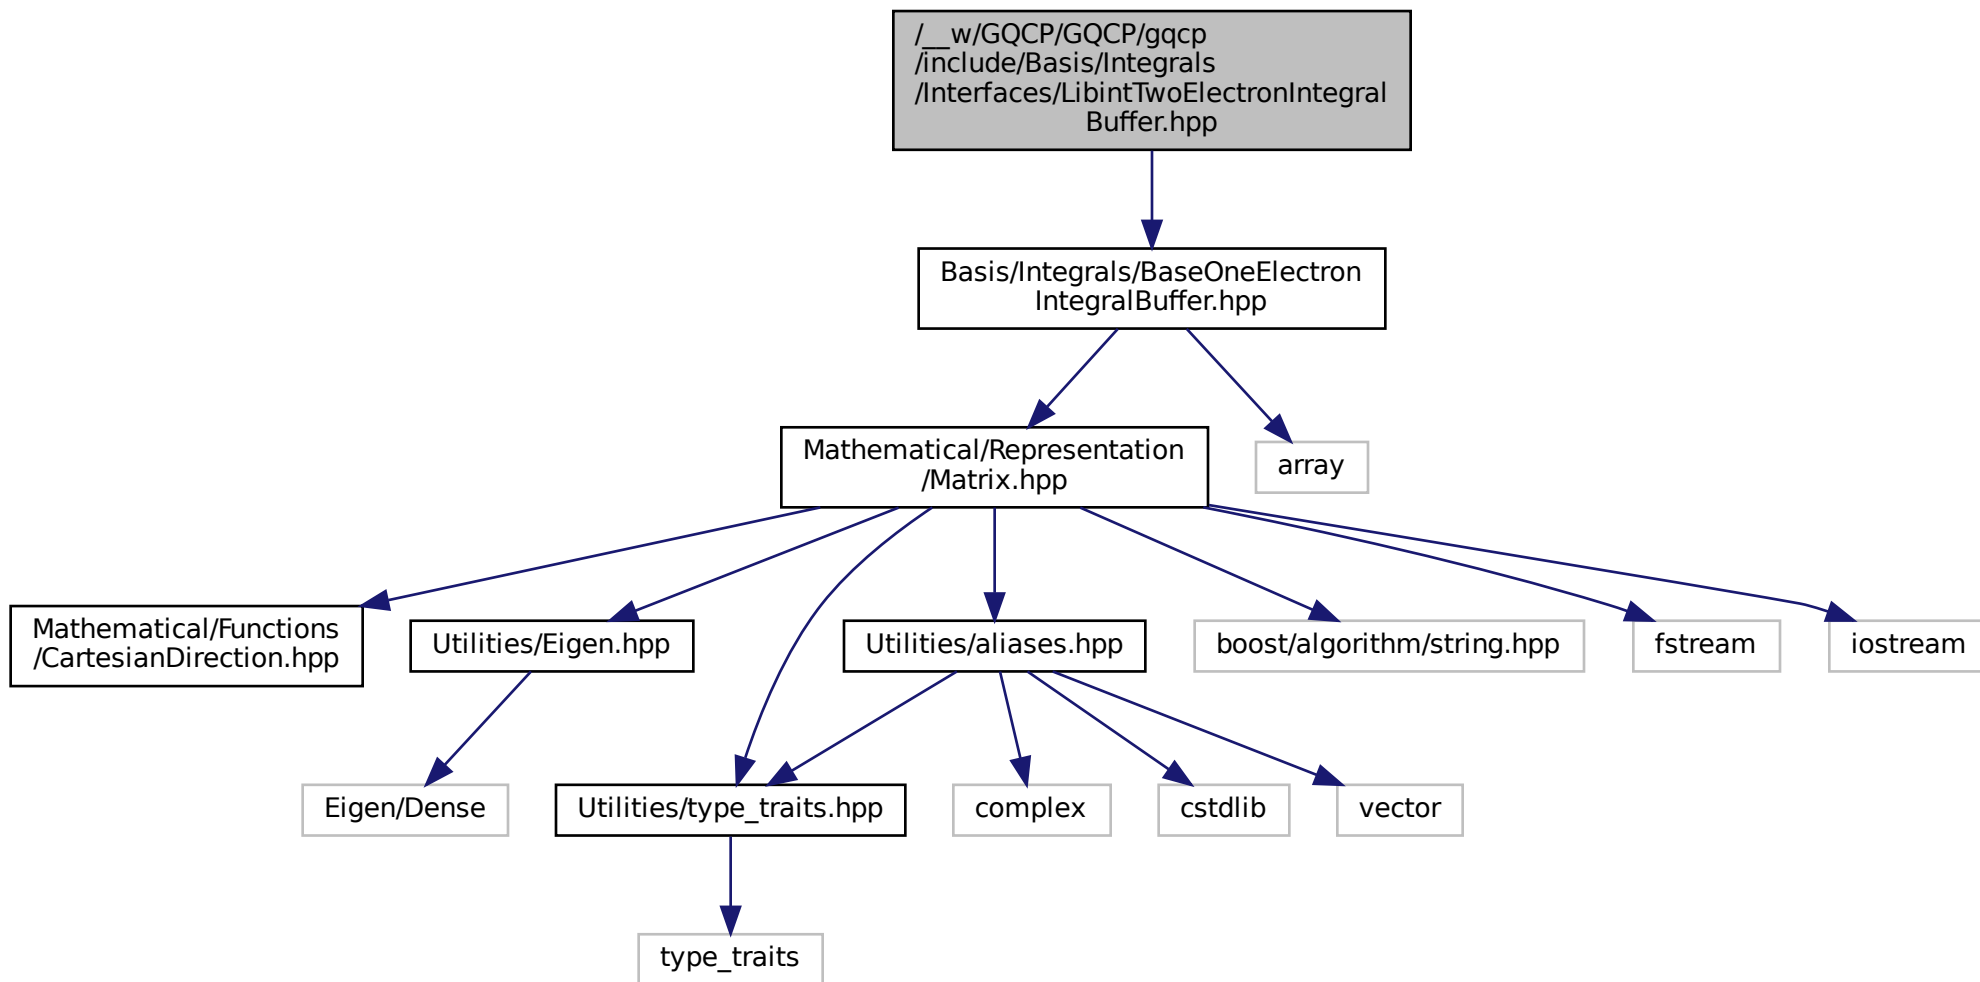 /__w/GQCP/GQCP/gqcp
/include/Basis/Integrals
/Interfaces/LibintTwoElectronIntegral
Buffer.hpp
Basis/Integrals/BaseOneElectron
IntegralBuffer.hpp
Mathematical/Representation
/Matrix.hpp
array
Mathematical/Functions
/CartesianDirection.hpp
Utilities/Eigen.hpp
Utilities/aliases.hpp
boost/algorithm/string.hpp
fstream
iostream
Eigen/Dense
Utilities/type_traits.hpp
complex
cstdlib
vector
type_traits